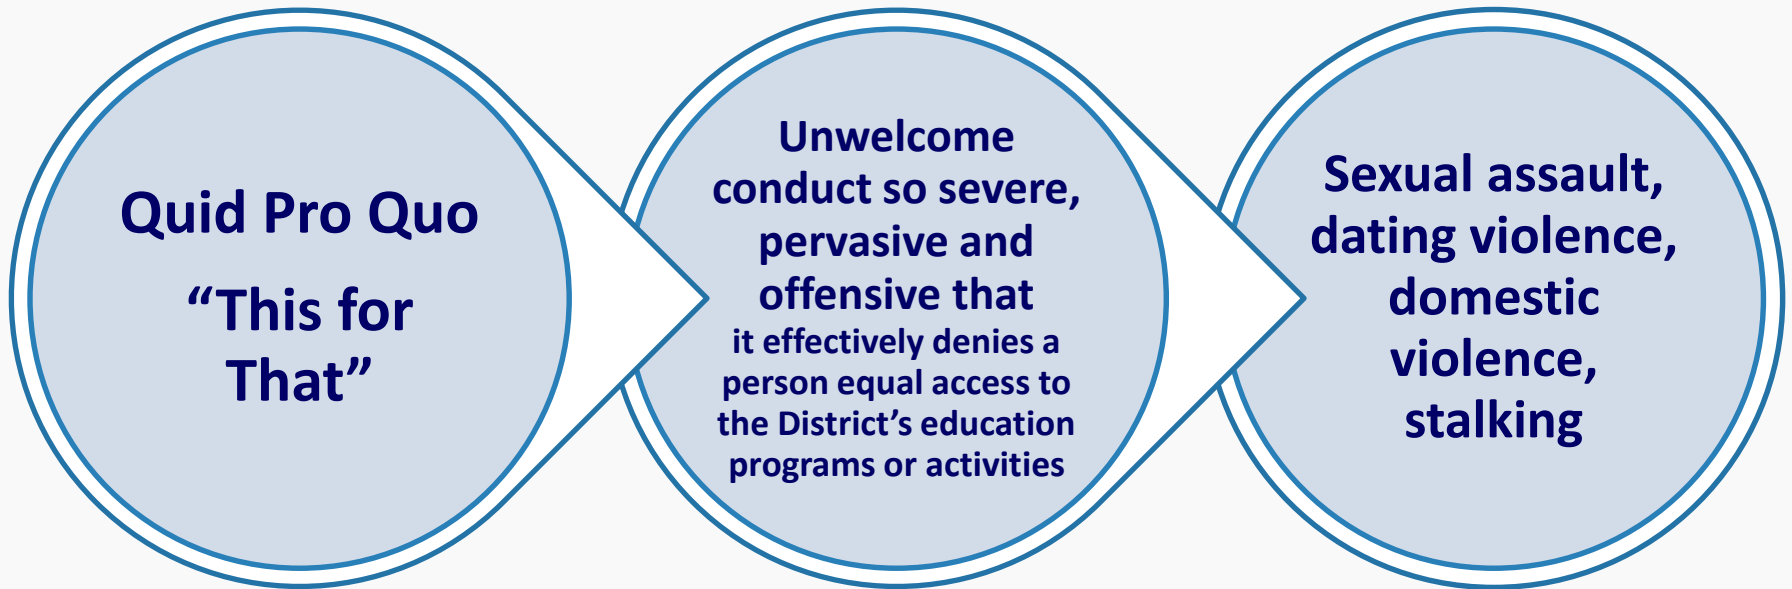 Quid Pro Quo
“This for
That”
Unwelcome
conduct so severe,
pervasive and
offensive that
it effectively denies a
person equal access to
the District’s education
programs or activities
Sexual assault,
dating violence,
domestic
violence,
stalking